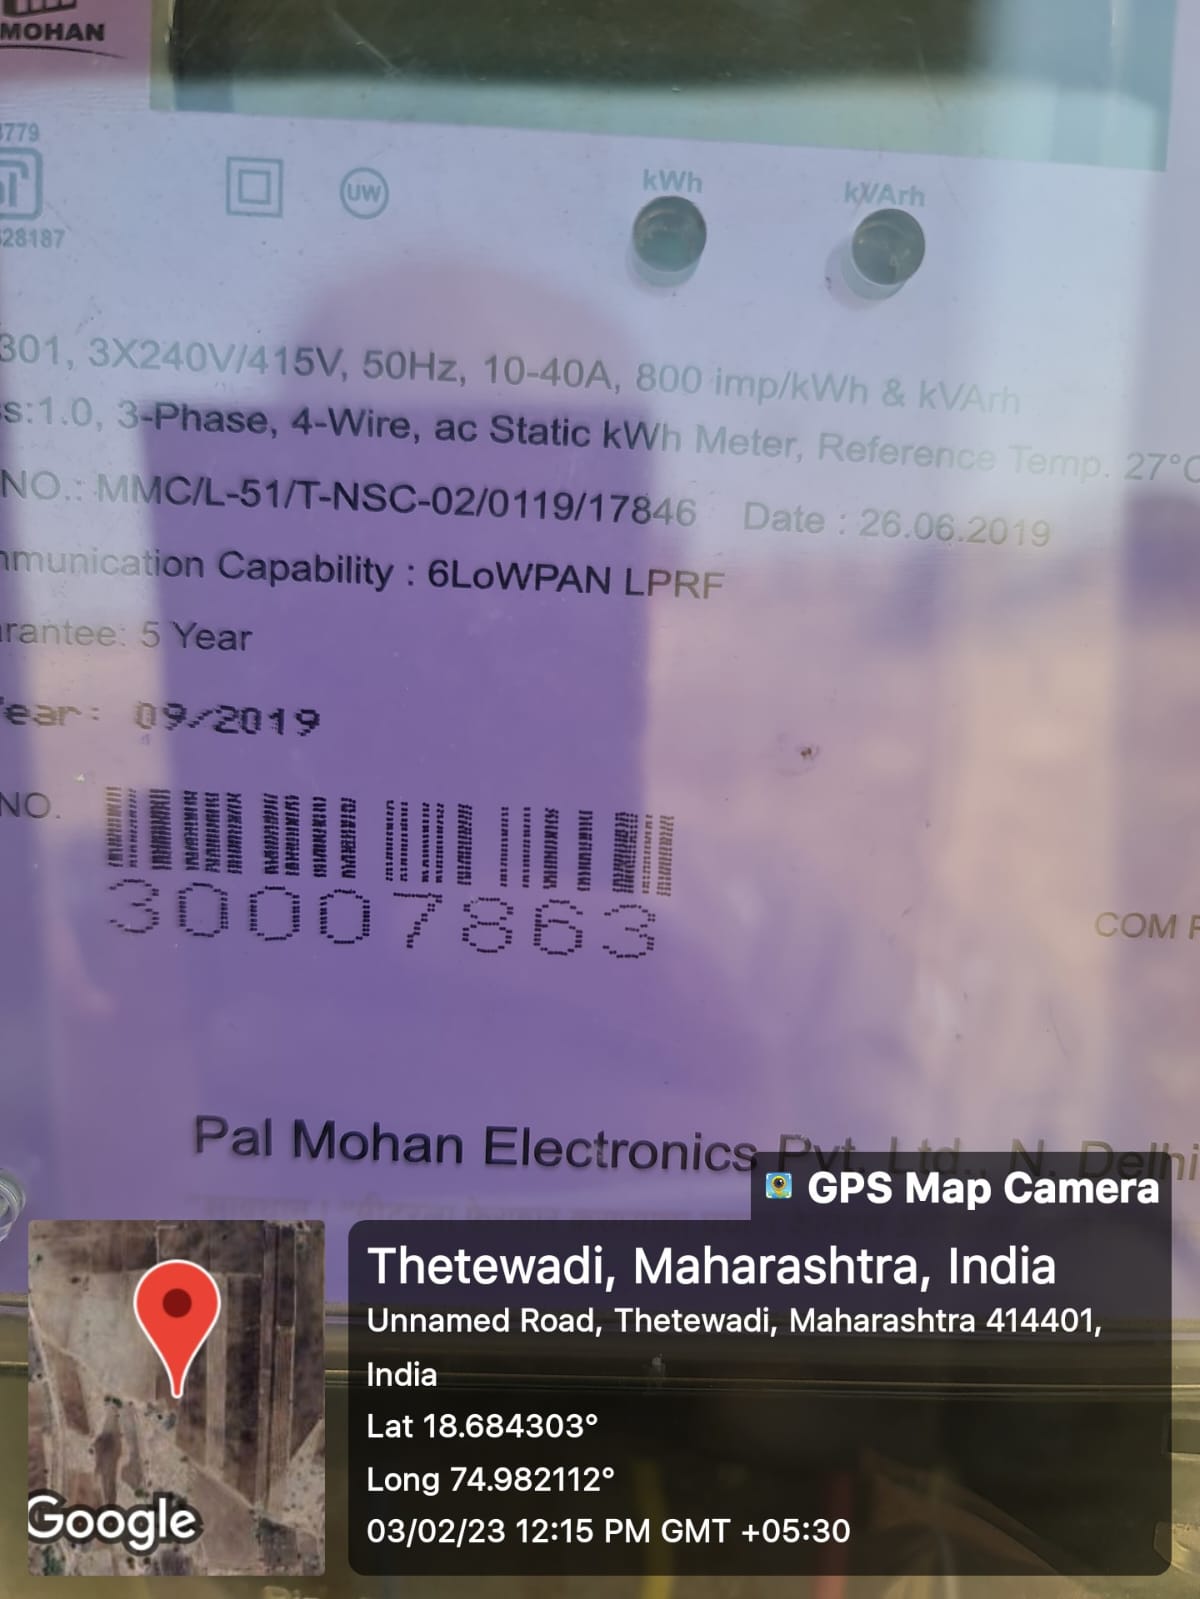 MOHAN
3779
28187
UW
kWh
kVArh
301, 3X240V/415V, 50Hz, 10-40A, 800 imp/kWh & kVArh
s:1.0, 3-Phase, 4-Wire, ac Static kWh Meter, Reference Temp. 27°C
NO.: MMC/L-51/T-NSC-02/0119/17846 Date : 26.06.2019
mmunication Capability : 6LoWPAN LPRF
rantee: 5 Year
ear: 09/2019
NO.
30007863
COM P
Pal Mohan Electronics Pvt. Ltd., N. Delhi
GPS Map Camera
Thetewadi, Maharashtra, India
Unnamed Road, Thetewadi, Maharashtra 414401,
India
Lat 18.684303°
Long 74.982112°
03/02/23 12:15 PM GMT +05:30
Google